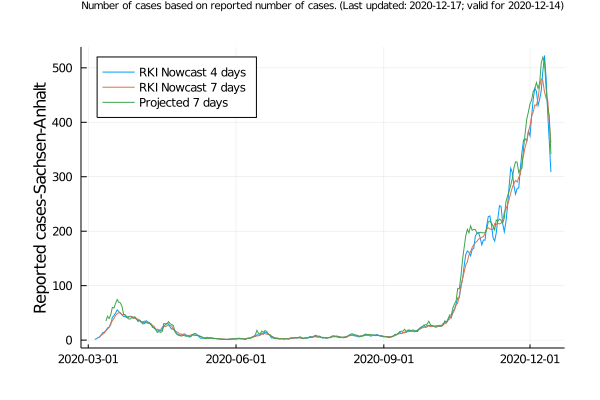 Number of cases based on reported number of cases. (Last updated: 2020-12-17; valid for 2020-12-14)
RKI Nowcast 4 days
RKI Nowcast 7 days
Projected 7 days
Reported cases-Sachsen-Anhalt
500
400
300
200
100
0
2020-03-01
2020-06-01
2020-09-01
2020-12-01